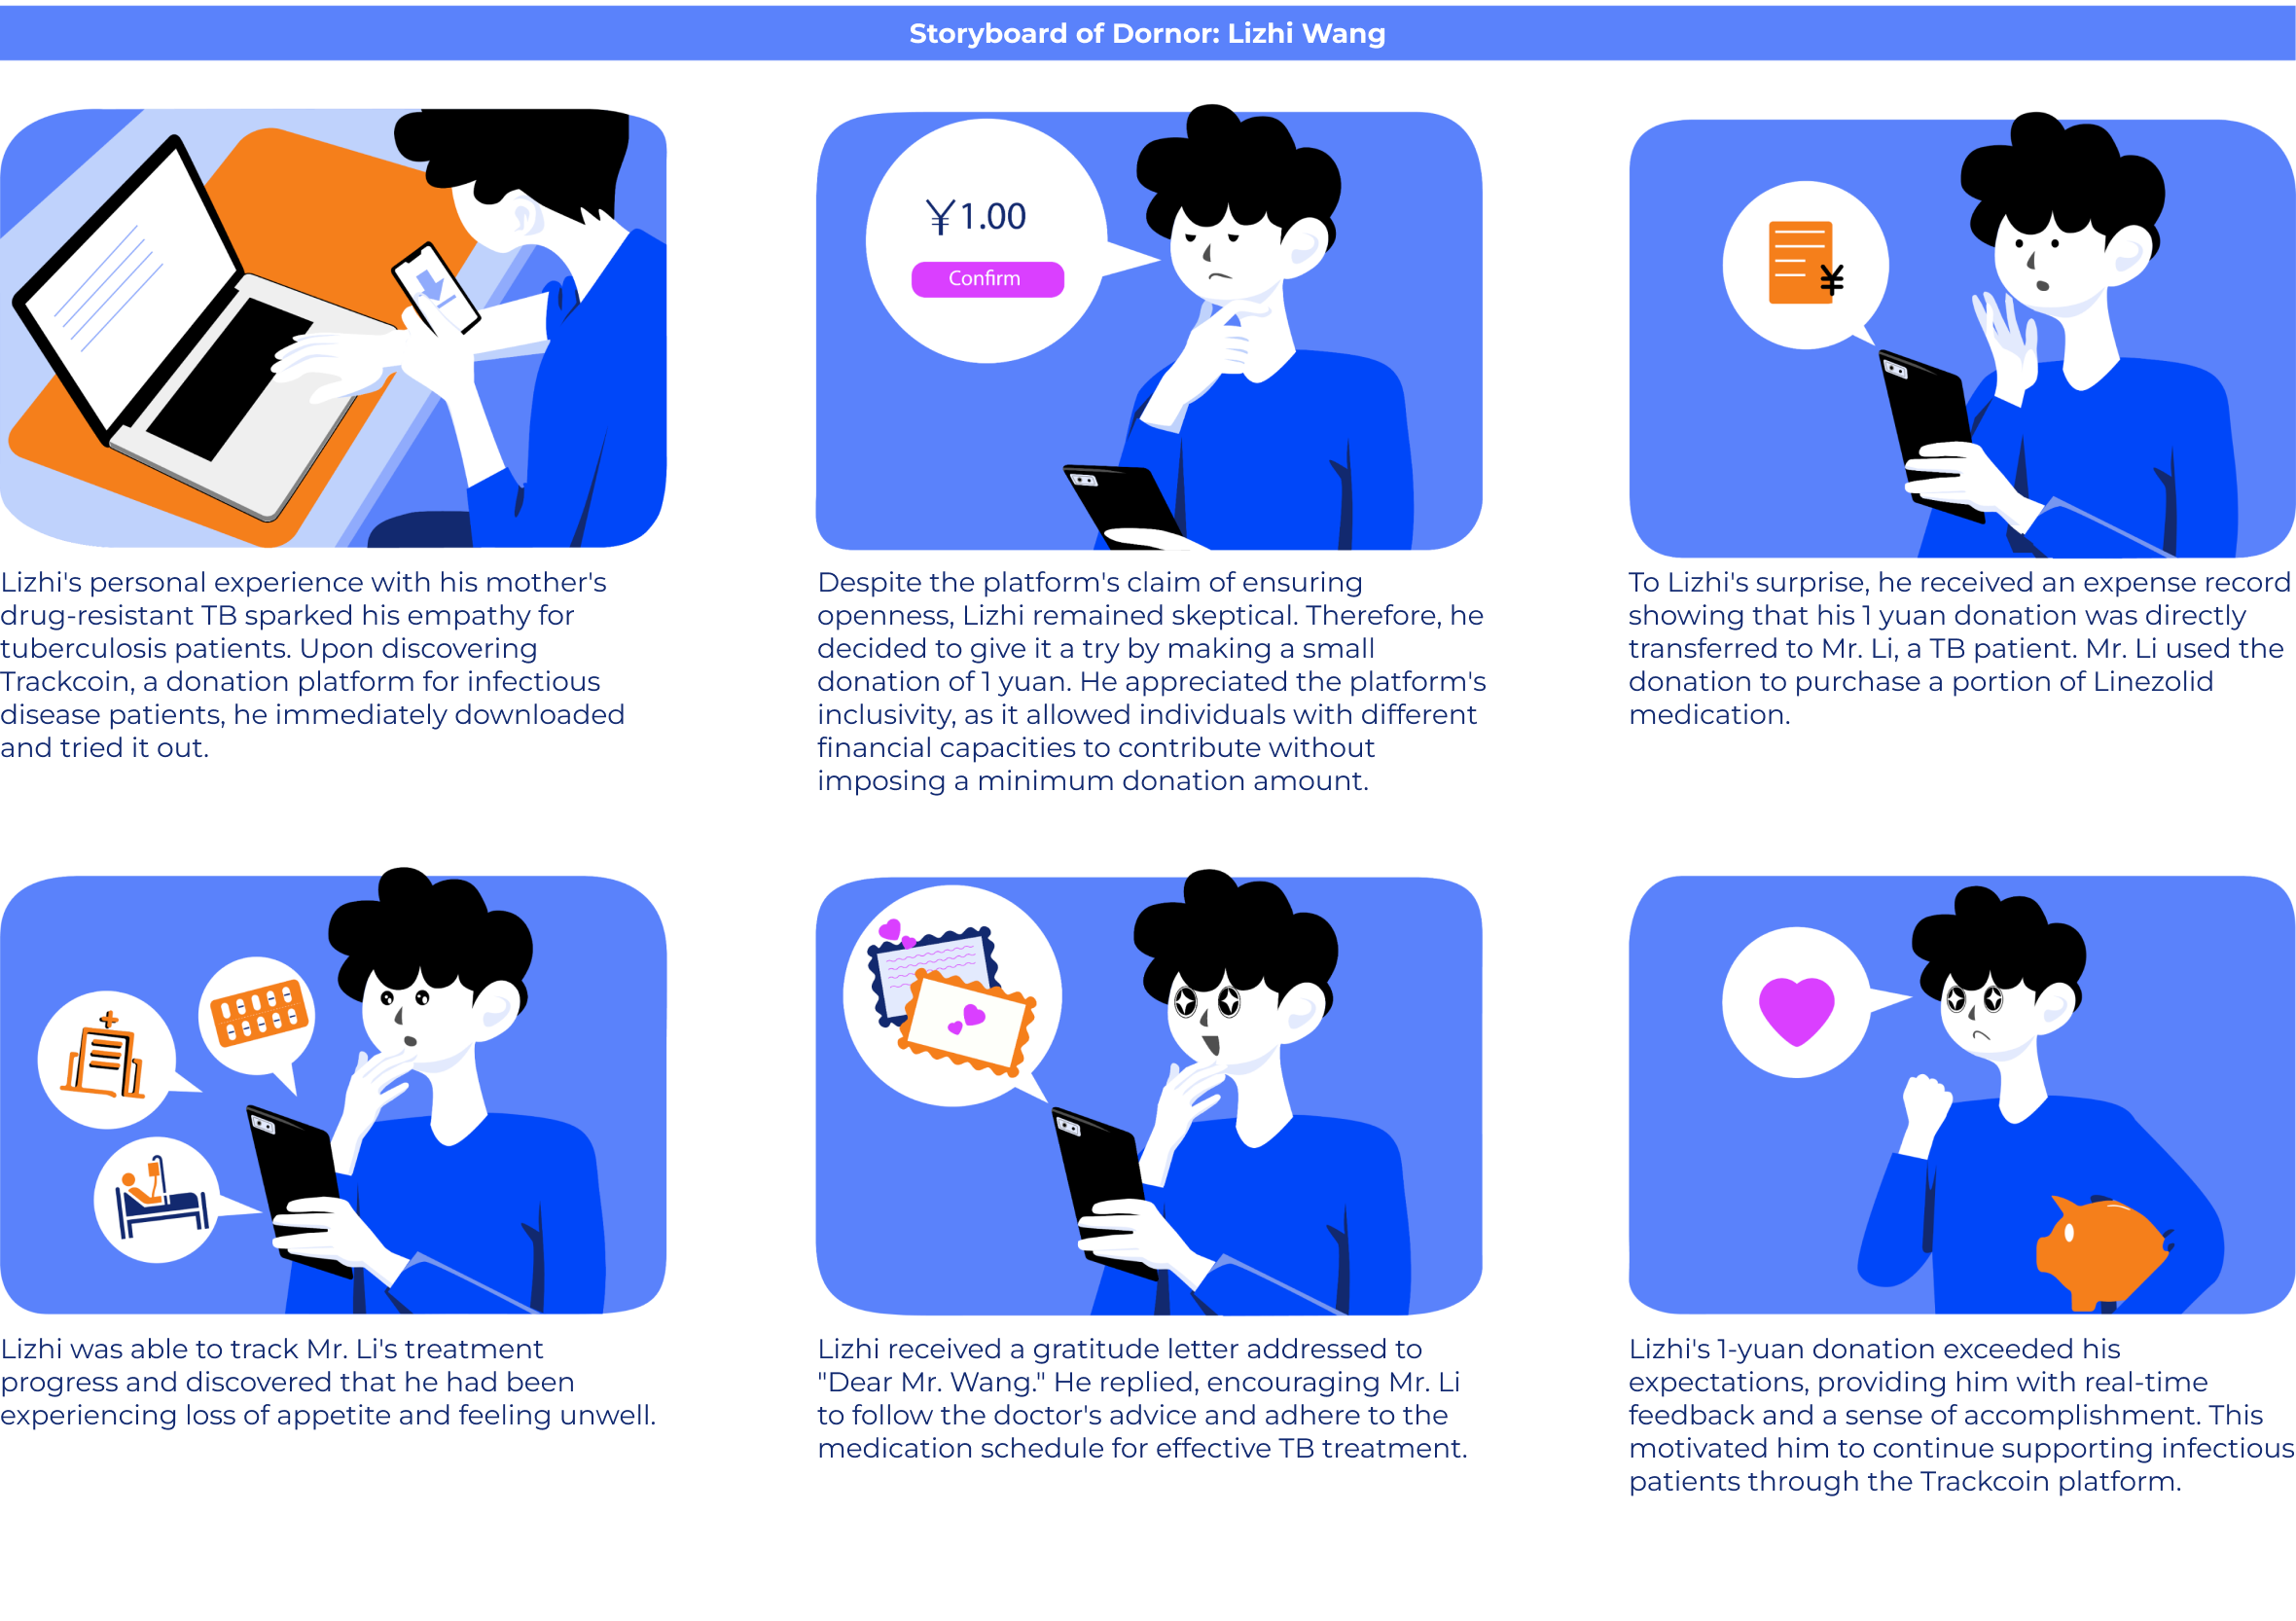 Storyboard of Dornor: Lizhi Wang
Lizhi's personal experience with his mother's
drug-resistant TB sparked his empathy for
tuberculosis patients. Upon discovering
Trackcoin, a donation platform for infectious
disease patients, he immediately downloaded
and tried it out.
¥1.00
Confirm
Despite the platform's claim of ensuring
openness, Lizhi remained skeptical. Therefore, he
decided to give it a try by making a small
donation of 1 yuan. He appreciated the platform's
inclusivity, as it allowed individuals with different
financial capacities to contribute without
imposing a minimum donation amount.
¥
To Lizhi's surprise, he received an expense record
showing that his 1 yuan donation was directly
transferred to Mr. Li, a TB patient. Mr. Li used the
donation to purchase a portion of Linezolid
medication.
Lizhi was able to track Mr. Li's treatment
progress and discovered that he had been
experiencing loss of appetite and feeling unwell.
Lizhi received a gratitude letter addressed to
"Dear Mr. Wang." He replied, encouraging Mr. Li
to follow the doctor's advice and adhere to the
medication schedule for effective TB treatment.
Lizhi's 1-yuan donation exceeded his
expectations, providing him with real-time
feedback and a sense of accomplishment. This
motivated him to continue supporting infectious
patients through the Trackcoin platform.